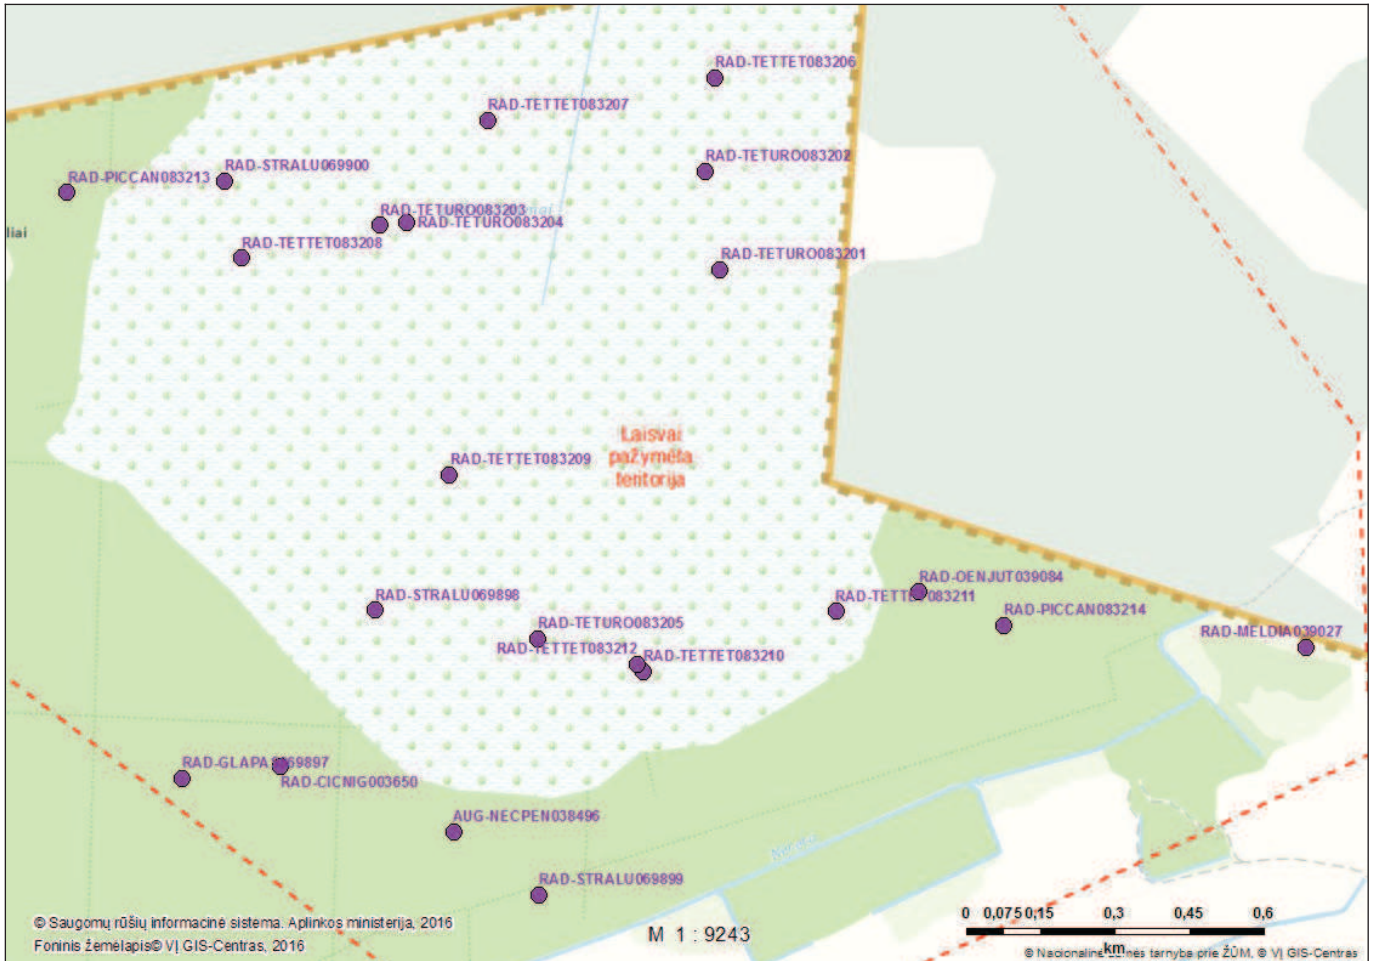 RAD-TETTET083206
RAD-TETTET083207
RAD-TETURO083202
RAD-STRALU069900
RAD-PICCAN083213
RAD-TETURO083203
RAD-TETURO083204
liai
RAD-TETTET083208
RAD-TETURO083201
Laisvai
pažymėta
teritorija
RAD-TETTET083209
RAD-OENJUT039084
RAD-STRALU069898
RAD-TETTET083211
RAD-PICCAN083214
RAD-TETURO083205
RAD-MELDIA039027
RAD-TETTET083212
RAD-TETTET083210
RAD-GLAPAS069897
RAD-CICNIG003650
AUG-NECPEN038496
RAD-STRALU069899
© Saugomų rūšių informacinė sistema. Aplinkos ministerija, 2016
Foninis žemėlapis© VĮ GIS-Centras, 2016
M 1 : 9243
0 0,075 0,15 0,3 0,45 0,6
km
© Nacionalinė žemės tarnyba prie ŽŪM, © VĮ GIS-Centras